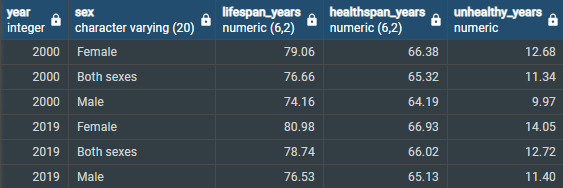 year sex lifespan_years healthspan_years unhealthy_years
integer character varying (20) numeric (6,2) numeric (6,2) numeric
2000 Female 79.06 66.38 12.68
2000 Both sexes 76.66 65.32 11.34
2000 Male 74.16 64.19 9.97
2019 Female 80.98 66.93 14.05
2019 Both sexes 78.74 66.02 12.72
2019 Male 76.53 65.13 11.40